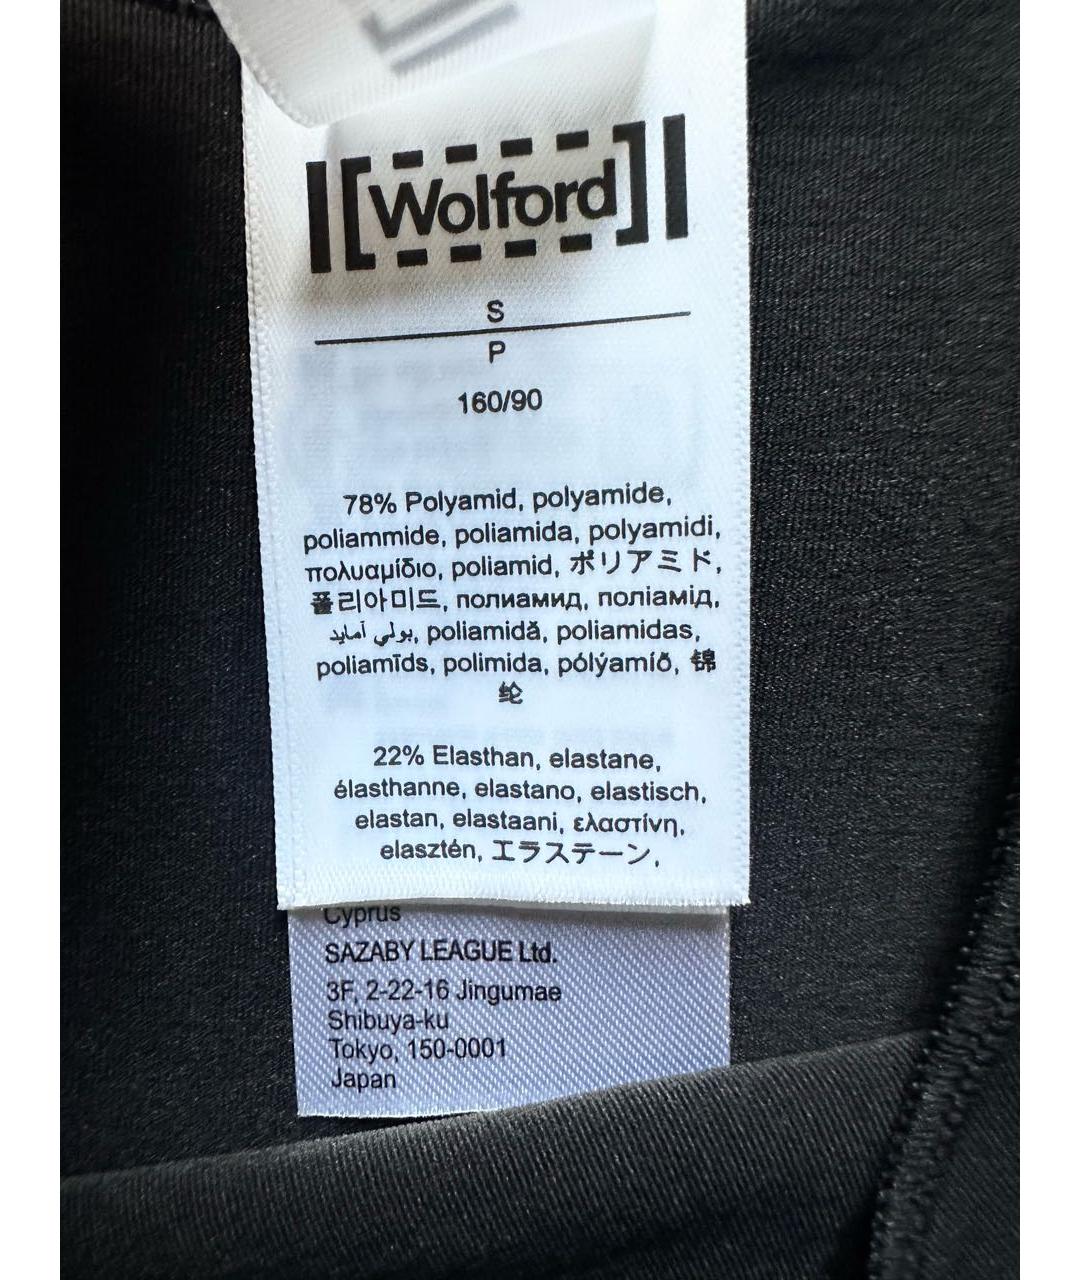 Wolford
S
P
160/90
78% Polyamid, polyamide,
poliammide, poliamida, polyamidi,
πολυαμίδιο, poliamid, ポリアミド,
폴리아미드, полиамид, поліамід,
بولي آمايد, poliamidă, poliamidas,
poliamīds, polimida, pólýamíð, 锦
纶
22% Elasthan, elastane,
élasthanne, elastano, elastisch,
elastan, elastaani, ελαστίνη,
elasztén, エラステーン,
Cyprus
SAZABY LEAGUE Ltd.
3F, 2-22-16 Jingumae
Shibuya-ku
Tokyo, 150-0001
Japan